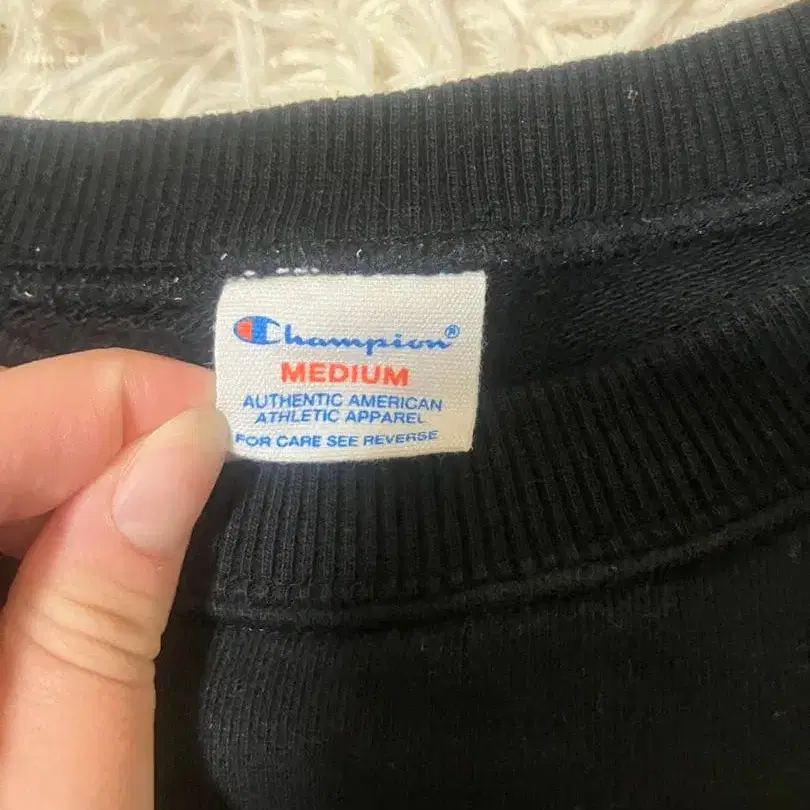 Champion®
MEDIUM
AUTHENTIC AMERICAN
ATHLETIC APPAREL
FOR CARE SEE REVERSE